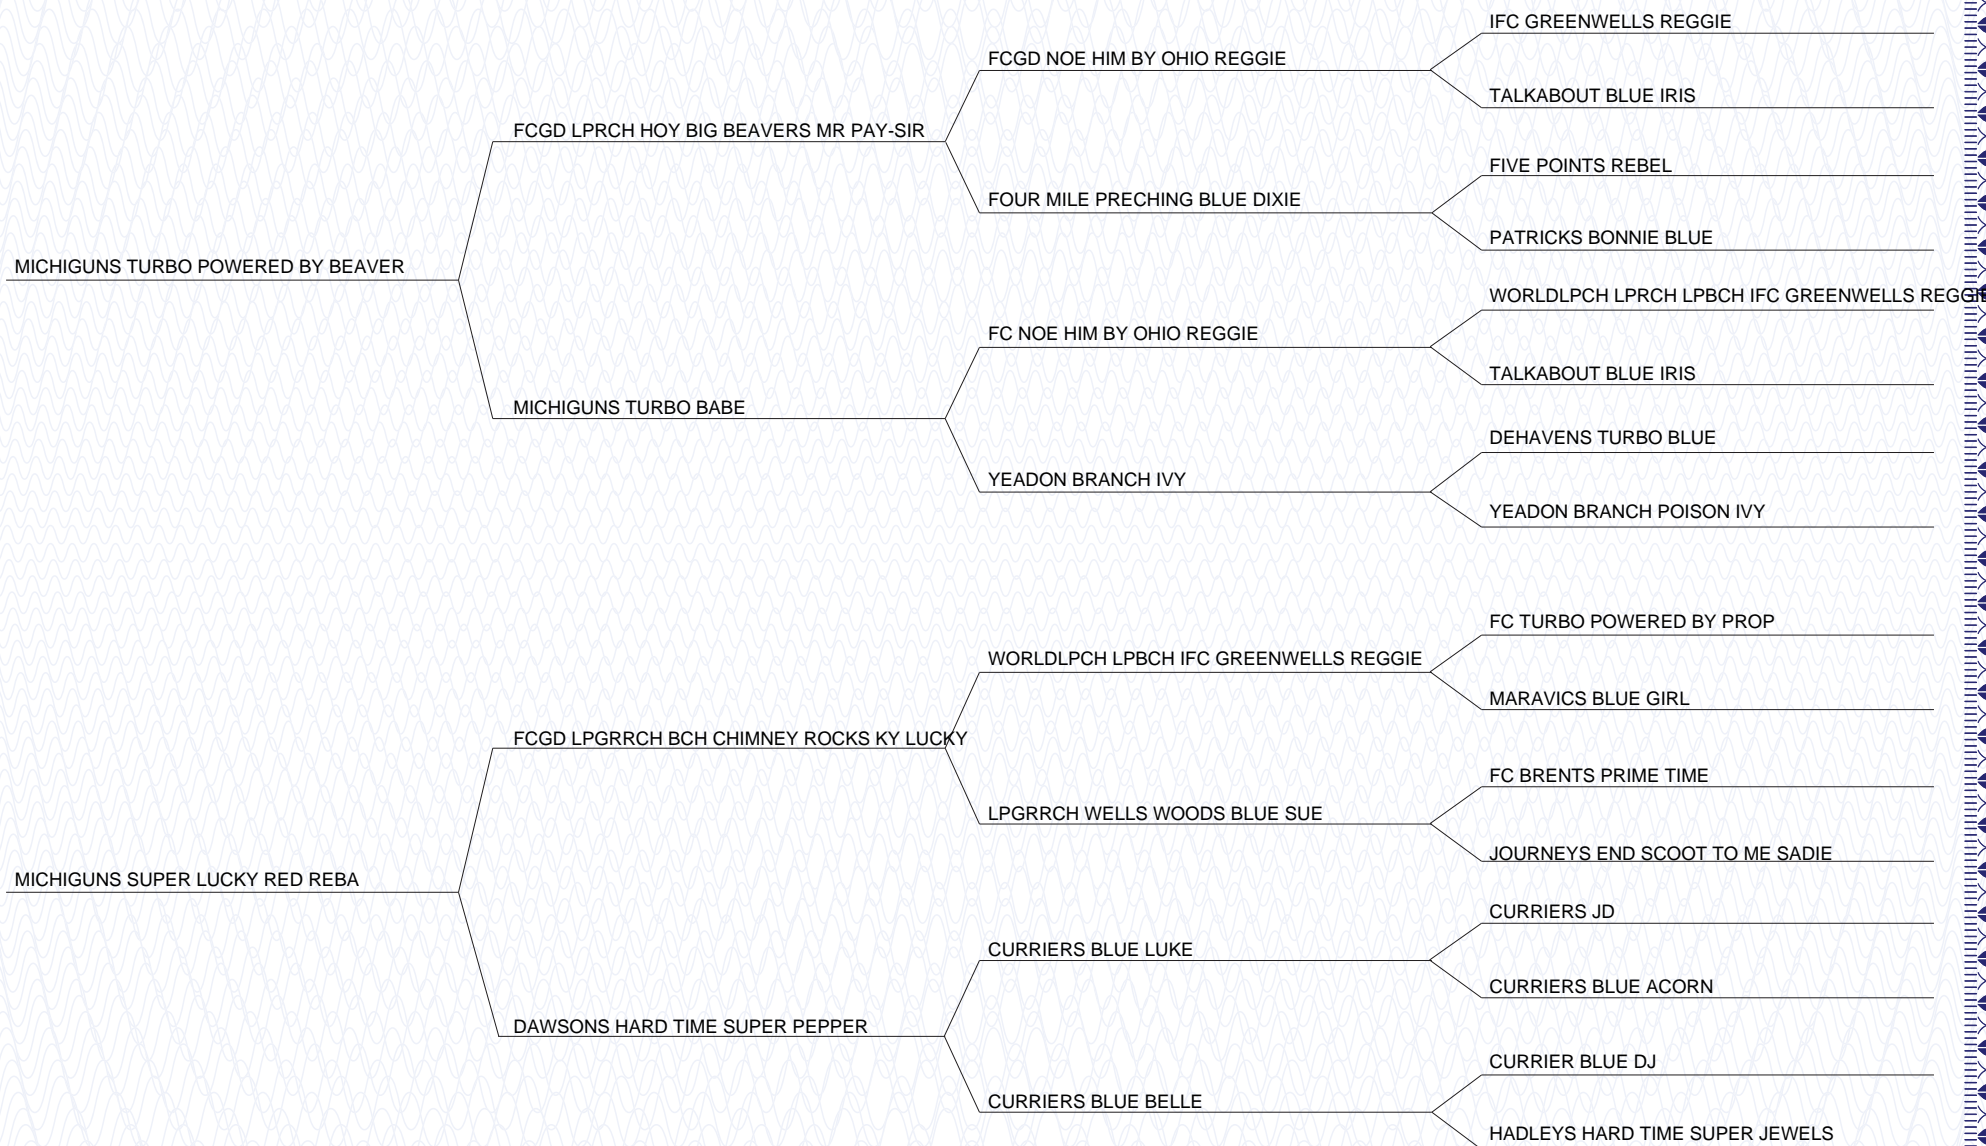 IFC GREENWELLS REGGIE
FCGD NOE HIM BY OHIO REGGIE
TALKABOUT BLUE IRIS
FCGD LPRCH HOY BIG BEAVERS MR PAY-SIR
FIVE POINTS REBEL
FOUR MILE PRECHING BLUE DIXIE
PATRICKS BONNIE BLUE
MICHIGUNS TURBO POWERED BY BEAVER
WORLDLPCH LPRCH LPBCH IFC GREENWELLS REGGIE
FC NOE HIM BY OHIO REGGIE
TALKABOUT BLUE IRIS
MICHIGUNS TURBO BABE
DEHAVENS TURBO BLUE
YEADON BRANCH IVY
YEADON BRANCH POISON IVY
FC TURBO POWERED BY PROP
WORLDLPCH LPBCH IFC GREENWELLS REGGIE
MARAVICS BLUE GIRL
FCGD LPGRRCH BCH CHIMNEY ROCKS KY LUCKY
FC BRENTS PRIME TIME
LPGRRCH WELLS WOODS BLUE SUE
JOURNEYS END SCOOT TO ME SADIE
MICHIGUNS SUPER LUCKY RED REBA
CURRIERS JD
CURRIERS BLUE LUKE
CURRIERS BLUE ACORN
DAWSONS HARD TIME SUPER PEPPER
CURRIER BLUE DJ
CURRIERS BLUE BELLE
HADLEYS HARD TIME SUPER JEWELS